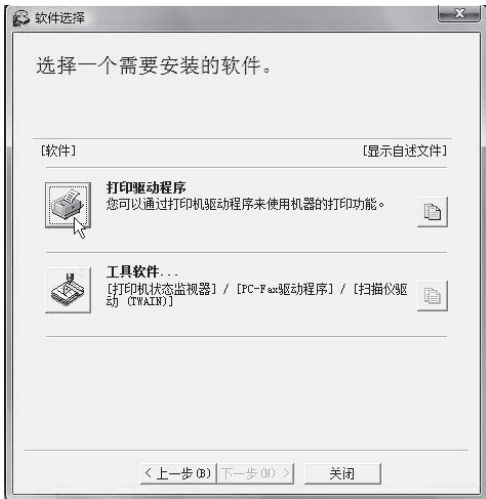 软件选择
选择一个需要安装的软件。
[软件] [显示自述文件]
打印驱动程序
您可以通过打印机驱动程序来使用机器的打印功能。
工具软件...
[打印机状态监视器] / [PC-Fax驱动程序] / [扫描仪驱
动 (TWAIN)]
< 上一步(B) 下一步(N) > 关闭